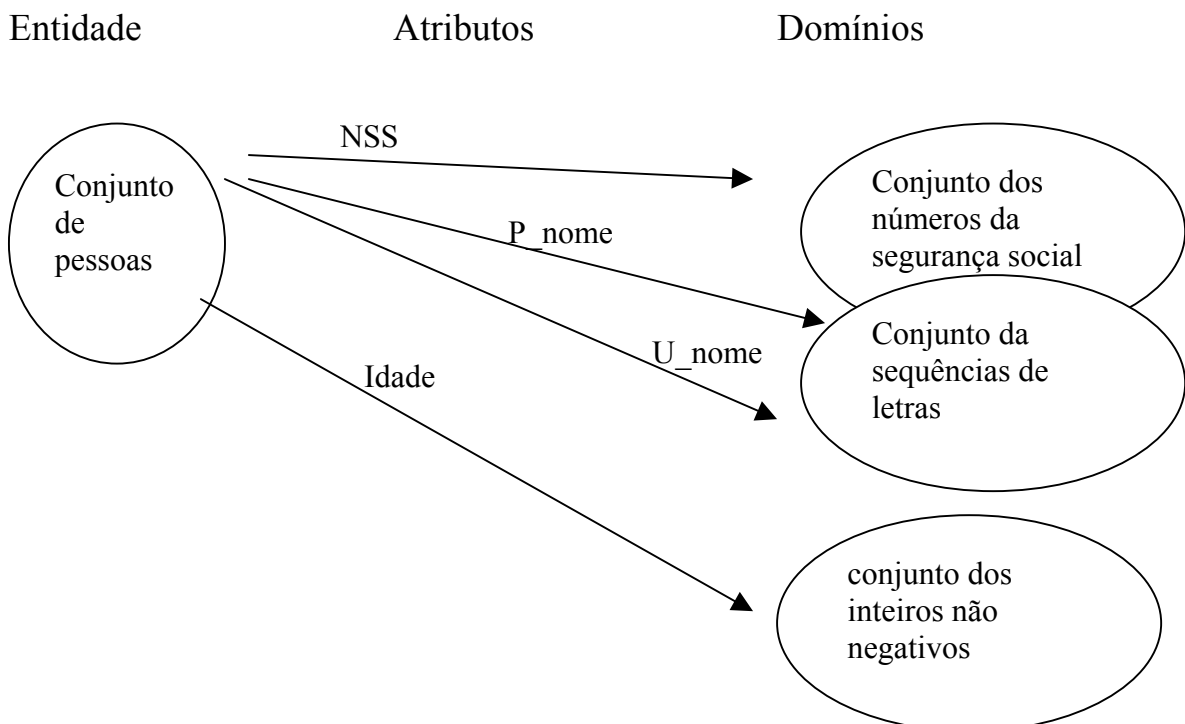 Entidade Atributos Domínios
NSS
Conjunto
de
pessoas
Conjunto dos
números da
segurança social
P_nome
Conjunto da
sequências de
letras
U_nome
Idade
conjunto dos
inteiros não
negativos